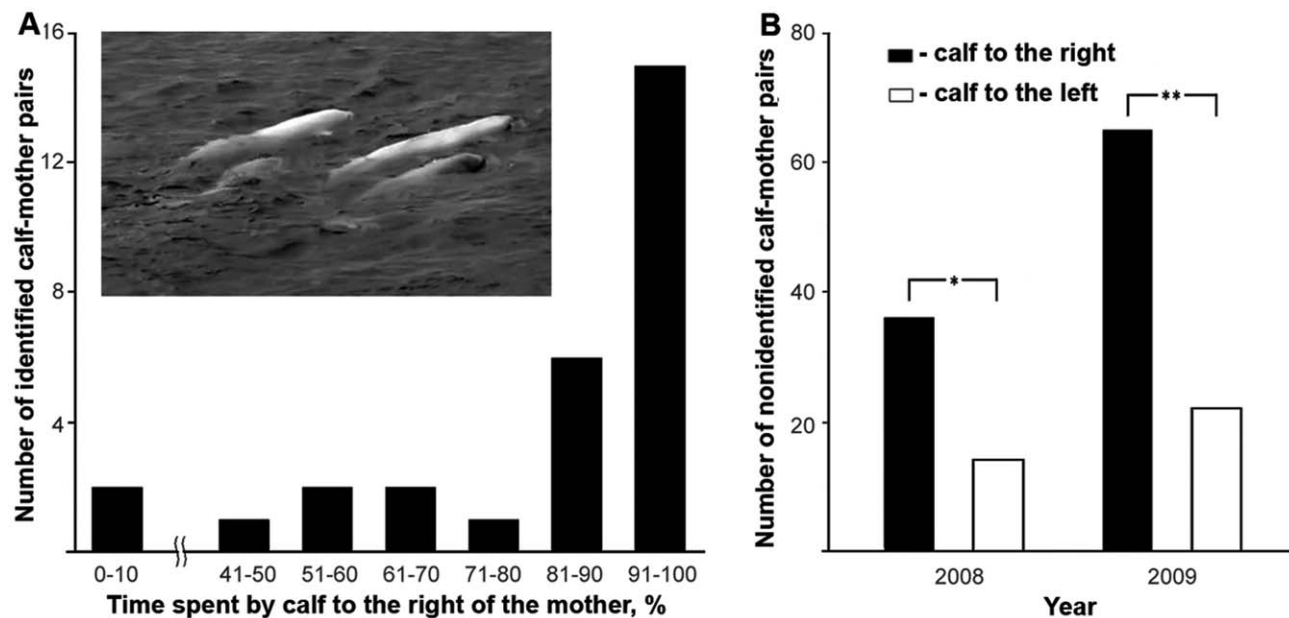 A
Number of identified calf-mother pairs
16
12
8
4
0-10
41-50
51-60
61-70
71-80
81-90
91-100
Time spent by calf to the right of the mother, %
B
Number of nonidentified calf-mother pairs
80
60
40
20
- calf to the right
- calf to the left
*
**
2008
2009
Year